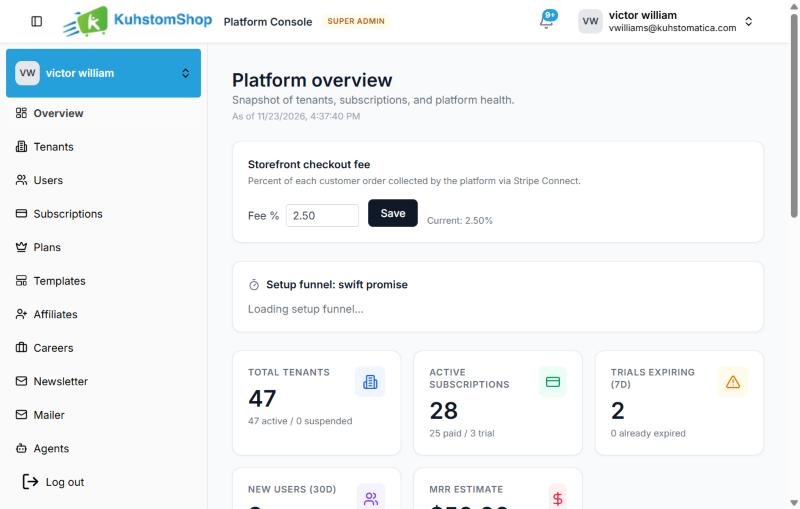 KuhstomShop Platform Console SUPER ADMIN 9+ VW victor william
vwilliams@kuhstomatica.com
VW victor william
Overview
Tenants
Users
Subscriptions
Plans
Templates
Affiliates
Careers
Newsletter
Mailer
Agents
Log out
Platform overview
Snapshot of tenants, subscriptions, and platform health.
As of 11/23/2026, 4:37:40 PM
Storefront checkout fee
Percent of each customer order collected by the platform via Stripe Connect.
Fee % 2.50 Save Current: 2.50%
Setup funnel: swift promise
Loading setup funnel...
TOTAL TENANTS
47
47 active / 0 suspended
ACTIVE
SUBSCRIPTIONS
28
25 paid / 3 trial
TRIALS EXPIRING
(7D)
2
0 already expired
NEW USERS (30D)
MRR ESTIMATE